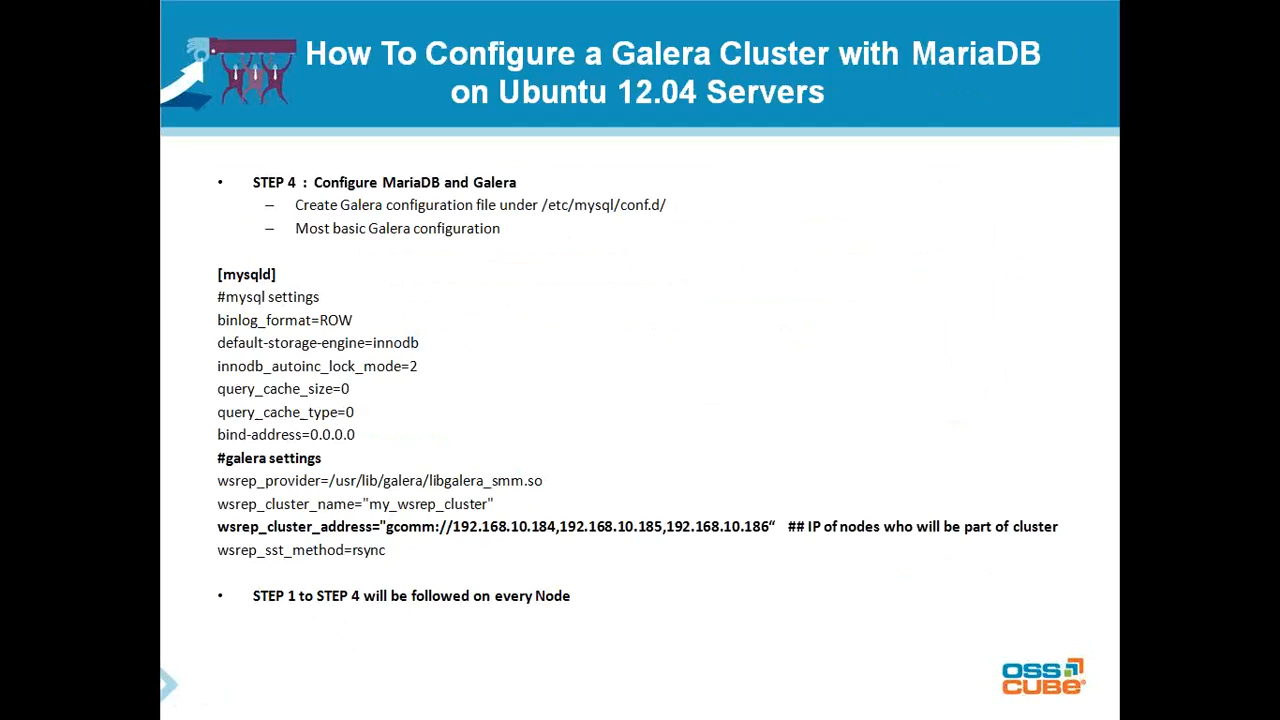 How To Configure a Galera Cluster with MariaDB
on Ubuntu 12.04 Servers
• STEP 4 : Configure MariaDB and Galera
– Create Galera configuration file under /etc/mysql/conf.d/
– Most basic Galera configuration
[mysqld]
#mysql settings
binlog_format=ROW
default-storage-engine=innodb
innodb_autoinc_lock_mode=2
query_cache_size=0
query_cache_type=0
bind-address=0.0.0.0
#galera settings
wsrep_provider=/usr/lib/galera/libgalera_smm.so
wsrep_cluster_name="my_wsrep_cluster"
wsrep_cluster_address="gcomm://192.168.10.184,192.168.10.185,192.168.10.186“ ## IP of nodes who will be part of cluster
wsrep_sst_method=rsync
• STEP 1 to STEP 4 will be followed on every Node
OSS
CUBE®